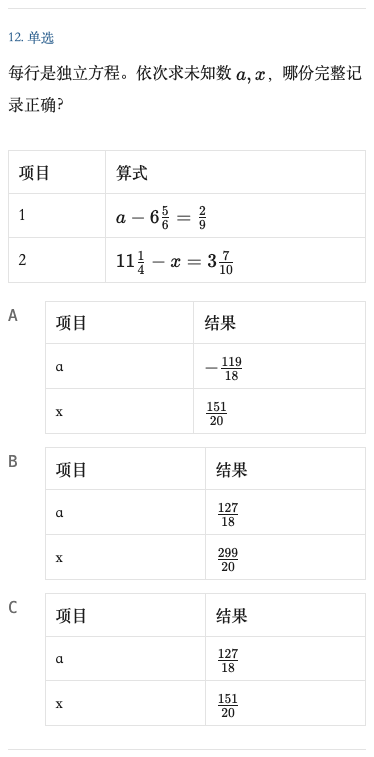 12. 单选
每行是独立方程。依次求未知数 a, x，哪份完整记
录正确?
项目 算式
1 a − 6 5/6 = 2/9
2 11 1/4 − x = 3 7/10
A
项目 结果
a −119/18
x 151/20
B
项目 结果
a 127/18
x 299/20
C
项目 结果
a 127/18
x 151/20